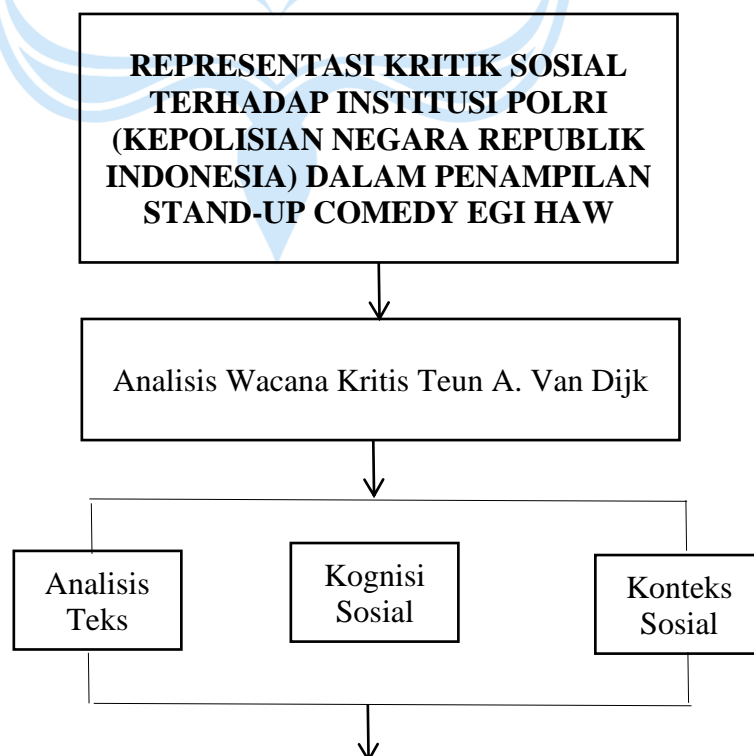 REPRESENTASI KRITIK SOSIAL
TERHADAP INSTITUSI POLRI
(KEPOLISIAN NEGARA REPUBLIK
INDONESIA) DALAM PENAMPILAN
STAND-UP COMEDY EGI HAW
Analisis Wacana Kritis Teun A. Van Dijk
Analisis
Teks
Kognisi
Sosial
Konteks
Sosial